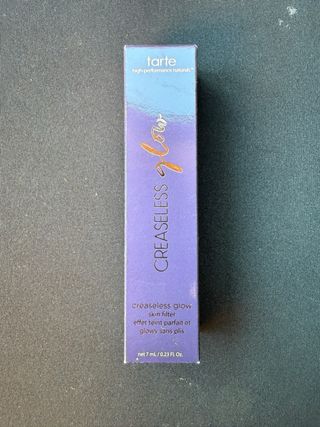 tarte
high-performance naturals™
CREASELESS glow
creaseless glow
skin filter
effet teint parfait et
glowy sans plis
net 7 mL / 0.23 Fl. Oz.